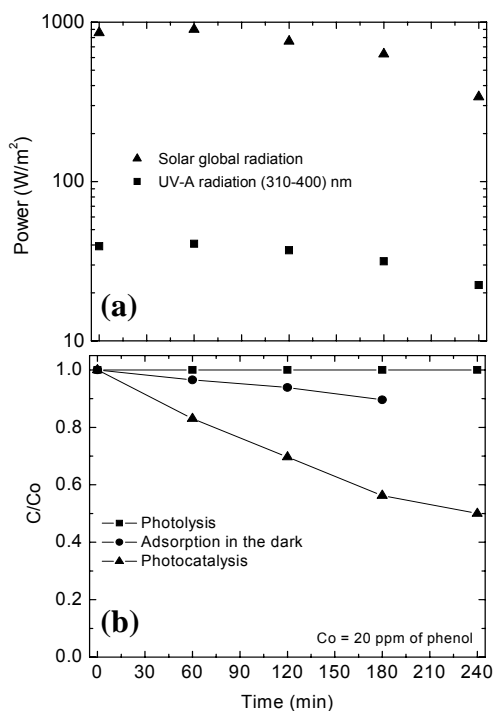 1000
100
10
Power (W/m²)
Solar global radiation
UV-A radiation (310-400) nm
(a)
1.0
0.8
0.6
0.4
0.2
0.0
C/Co
Photolysis
Adsorption in the dark
Photocatalysis
(b)
Co = 20 ppm of phenol
0 30 60 90 120 150 180 210 240
Time (min)